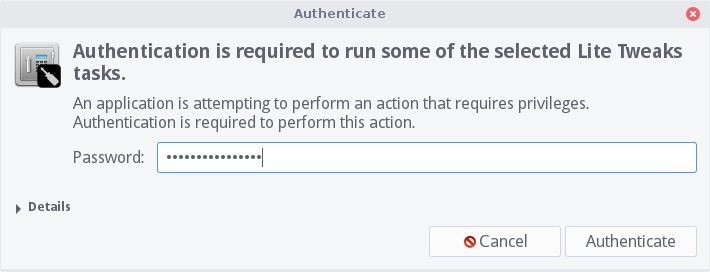 Authenticate
Authentication is required to run some of the selected Lite Tweaks
tasks.
An application is attempting to perform an action that requires privileges.
Authentication is required to perform this action.
Password: ••••••••••••••••
Details
Cancel
Authenticate